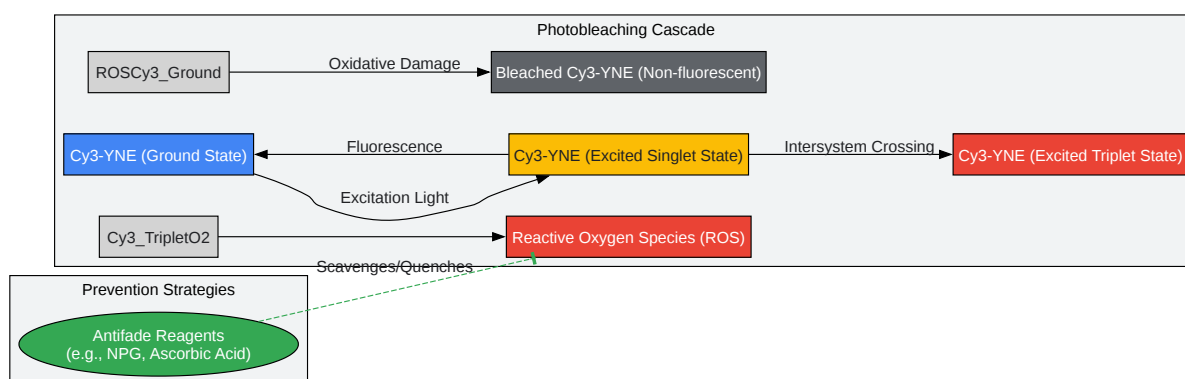 Photobleaching Cascade
ROSCy3_Ground
Oxidative Damage
Bleached Cy3-YNE (Non-fluorescent)
Cy3-YNE (Ground State)
Fluorescence
Cy3-YNE (Excited Singlet State)
Intersystem Crossing
Cy3-YNE (Excited Triplet State)
Excitation Light
Cy3_TripletO2
Reactive Oxygen Species (ROS)
Scavenges/Quenches
Prevention Strategies
Antifade Reagents
(e.g., NPG, Ascorbic Acid)